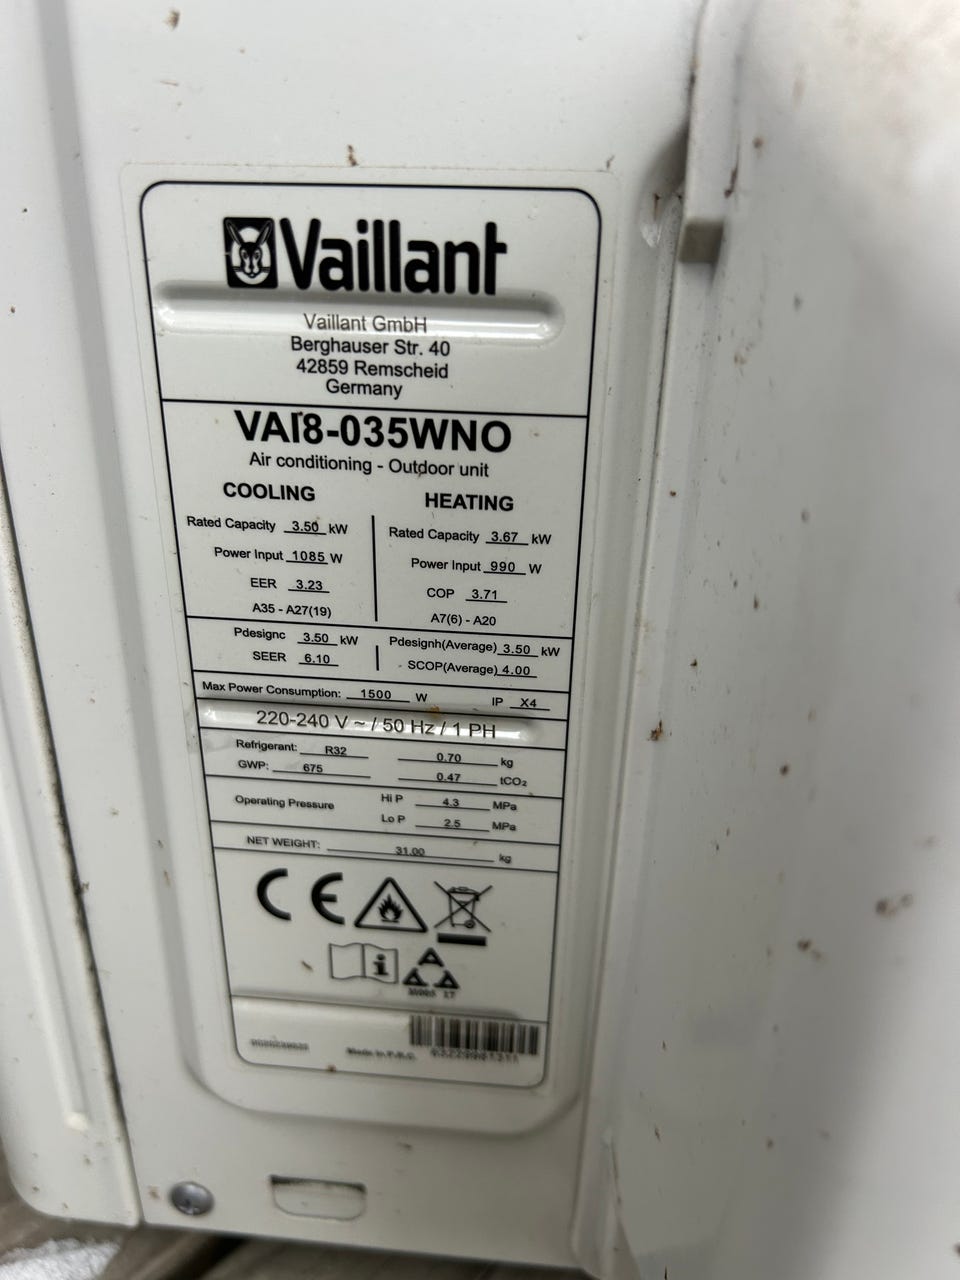 Vaillant
Vaillant GmbH
Berghauser Str. 40
42859 Remscheid
Germany
VAI8-035WNO
Air conditioning - Outdoor unit
COOLING
Rated Capacity 3.50 kW
Power Input 1085 W
EER 3.23
A35 - A27(19)
HEATING
Rated Capacity 3.67 kW
Power Input 990 W
COP 3.71
A7(6) - A20
Pdesignc 3.50 kW
SEER 6.10
Pdesignh(Average) 3.50 kW
SCOP(Average) 4.00
Max Power Consumption: 1500 W IP X4
220-240 V ~ / 50 Hz / 1 PH
Refrigerant: R32 0.70 kg
GWP: 675 0.47 tCO₂
Operating Pressure Hi P 4.3 MPa
Lo P 2.5 MPa
NET WEIGHT: 31.00 kg
CE
i
Made in P.R.C.